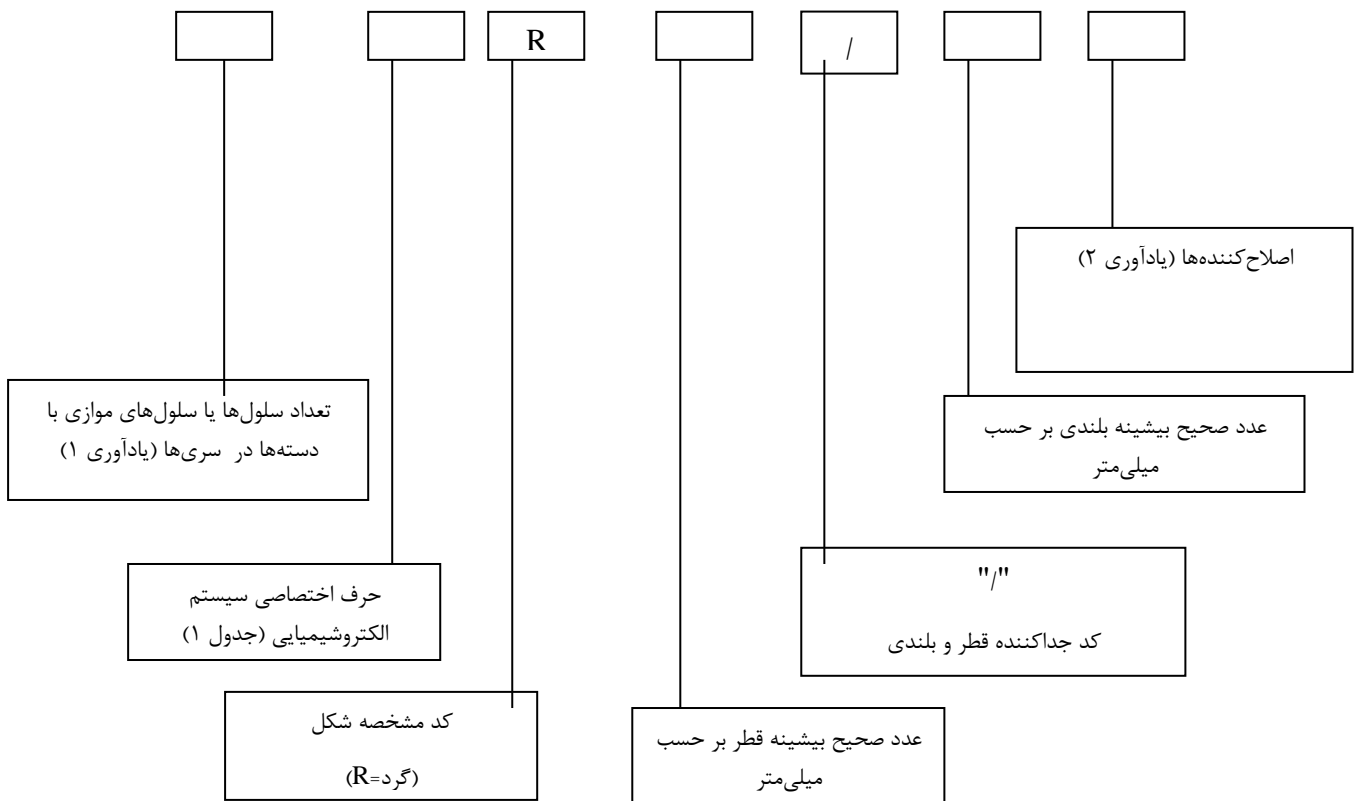 R
/
اصلاح‌کننده‌ها (یادآوری ۲)
تعداد سلول‌ها یا سلول‌های موازی با
دسته‌ها در سری‌ها (یادآوری ۱)
عدد صحیح بیشینه بلندی بر حسب
میلی‌متر
"/"
کد جداکننده قطر و بلندی
حرف اختصاصی سیستم
الکتروشیمیایی (جدول ۱)
کد مشخصه شکل
(گرد=R)
عدد صحیح بیشینه قطر بر حسب
میلی‌متر